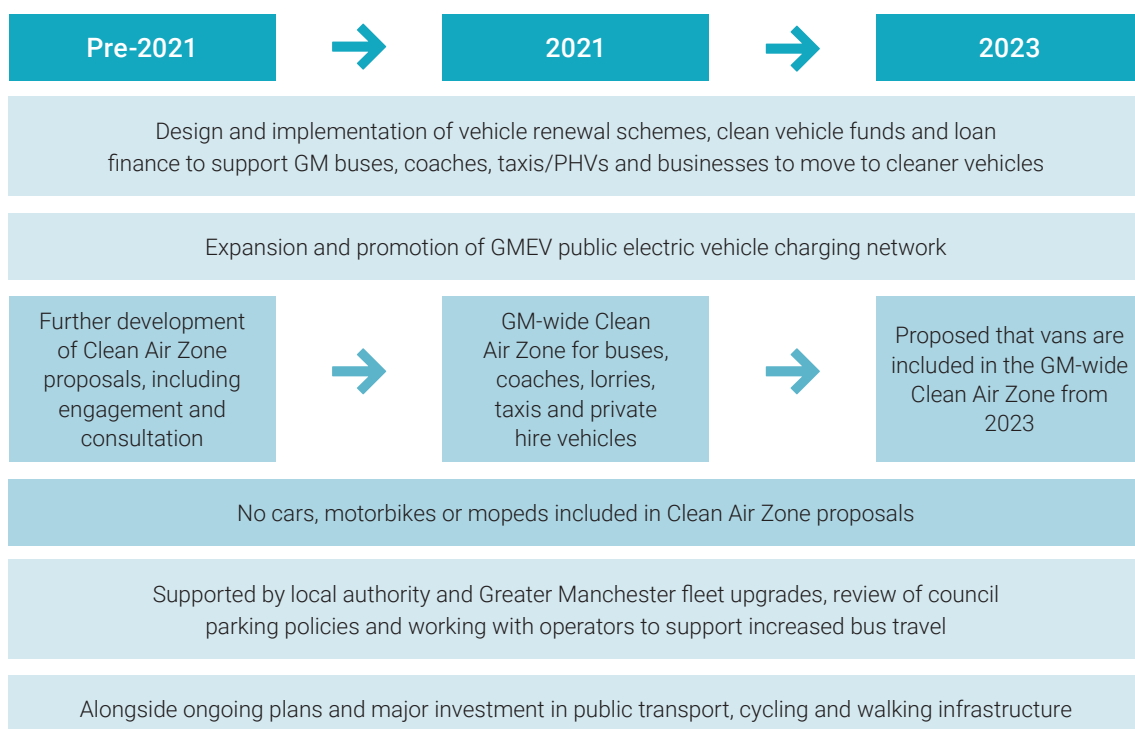 Pre-2021
2021
2023
Design and implementation of vehicle renewal schemes, clean vehicle funds and loan
finance to support GM buses, coaches, taxis/PHVs and businesses to move to cleaner vehicles
Expansion and promotion of GMEV public electric vehicle charging network
Further development
of Clean Air Zone
proposals, including
engagement and
consultation
GM-wide Clean
Air Zone for buses,
coaches, lorries,
taxis and private
hire vehicles
Proposed that vans are
included in the GM-wide
Clean Air Zone from
2023
No cars, motorbikes or mopeds included in Clean Air Zone proposals
Supported by local authority and Greater Manchester fleet upgrades, review of council
parking policies and working with operators to support increased bus travel
Alongside ongoing plans and major investment in public transport, cycling and walking infrastructure